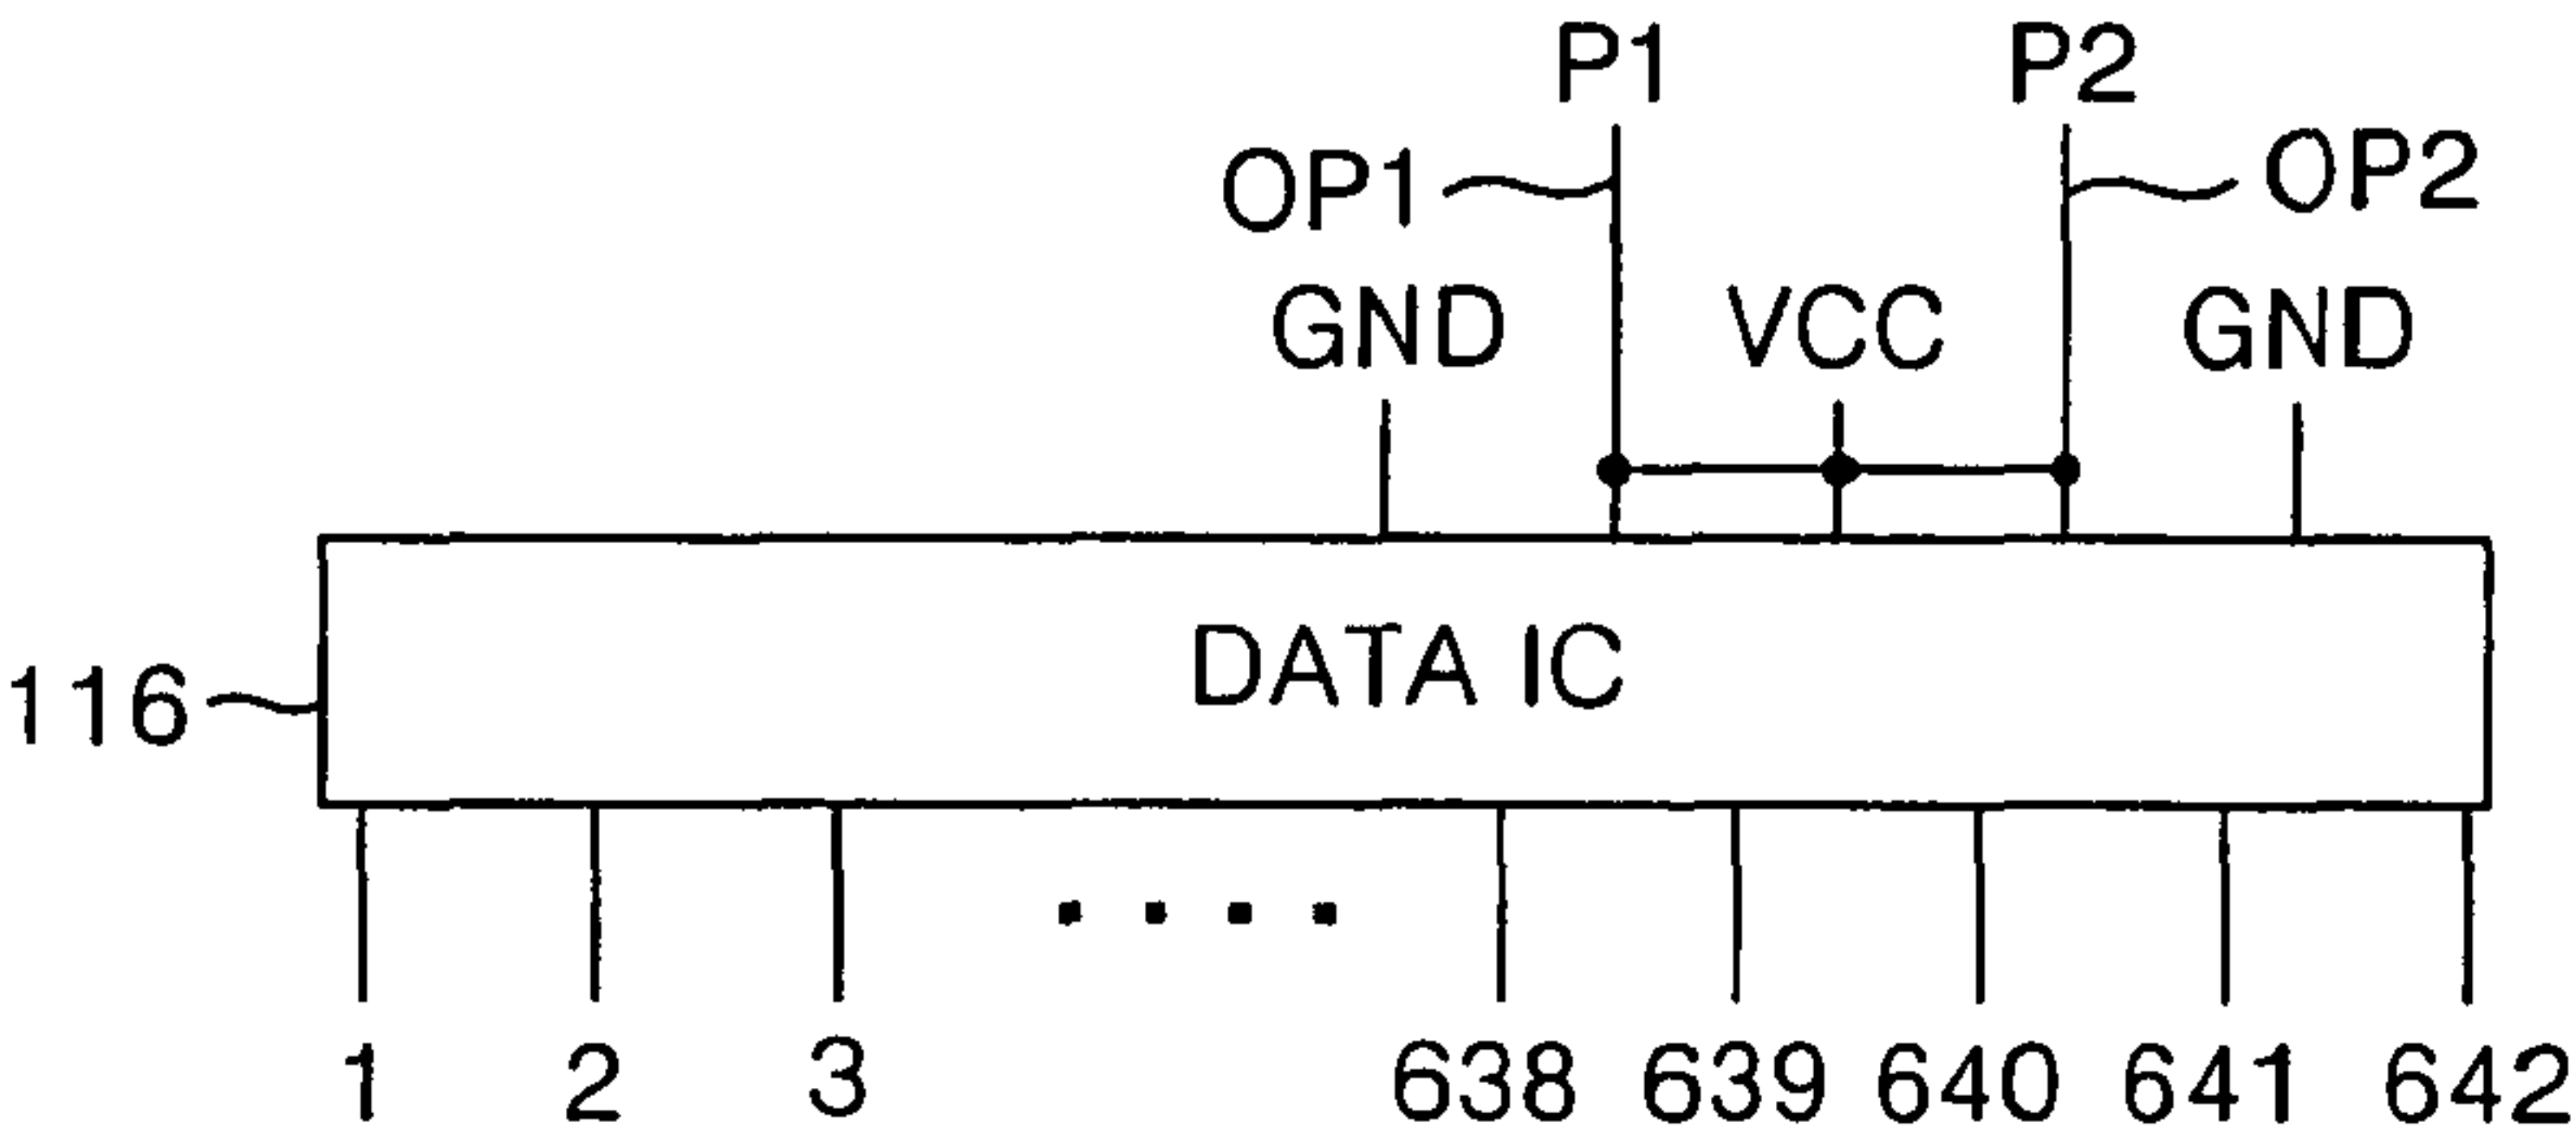 P1 P2
OP1 OP2
GND VCC GND
DATA IC
116
1 2 3 638 639 640 641 642